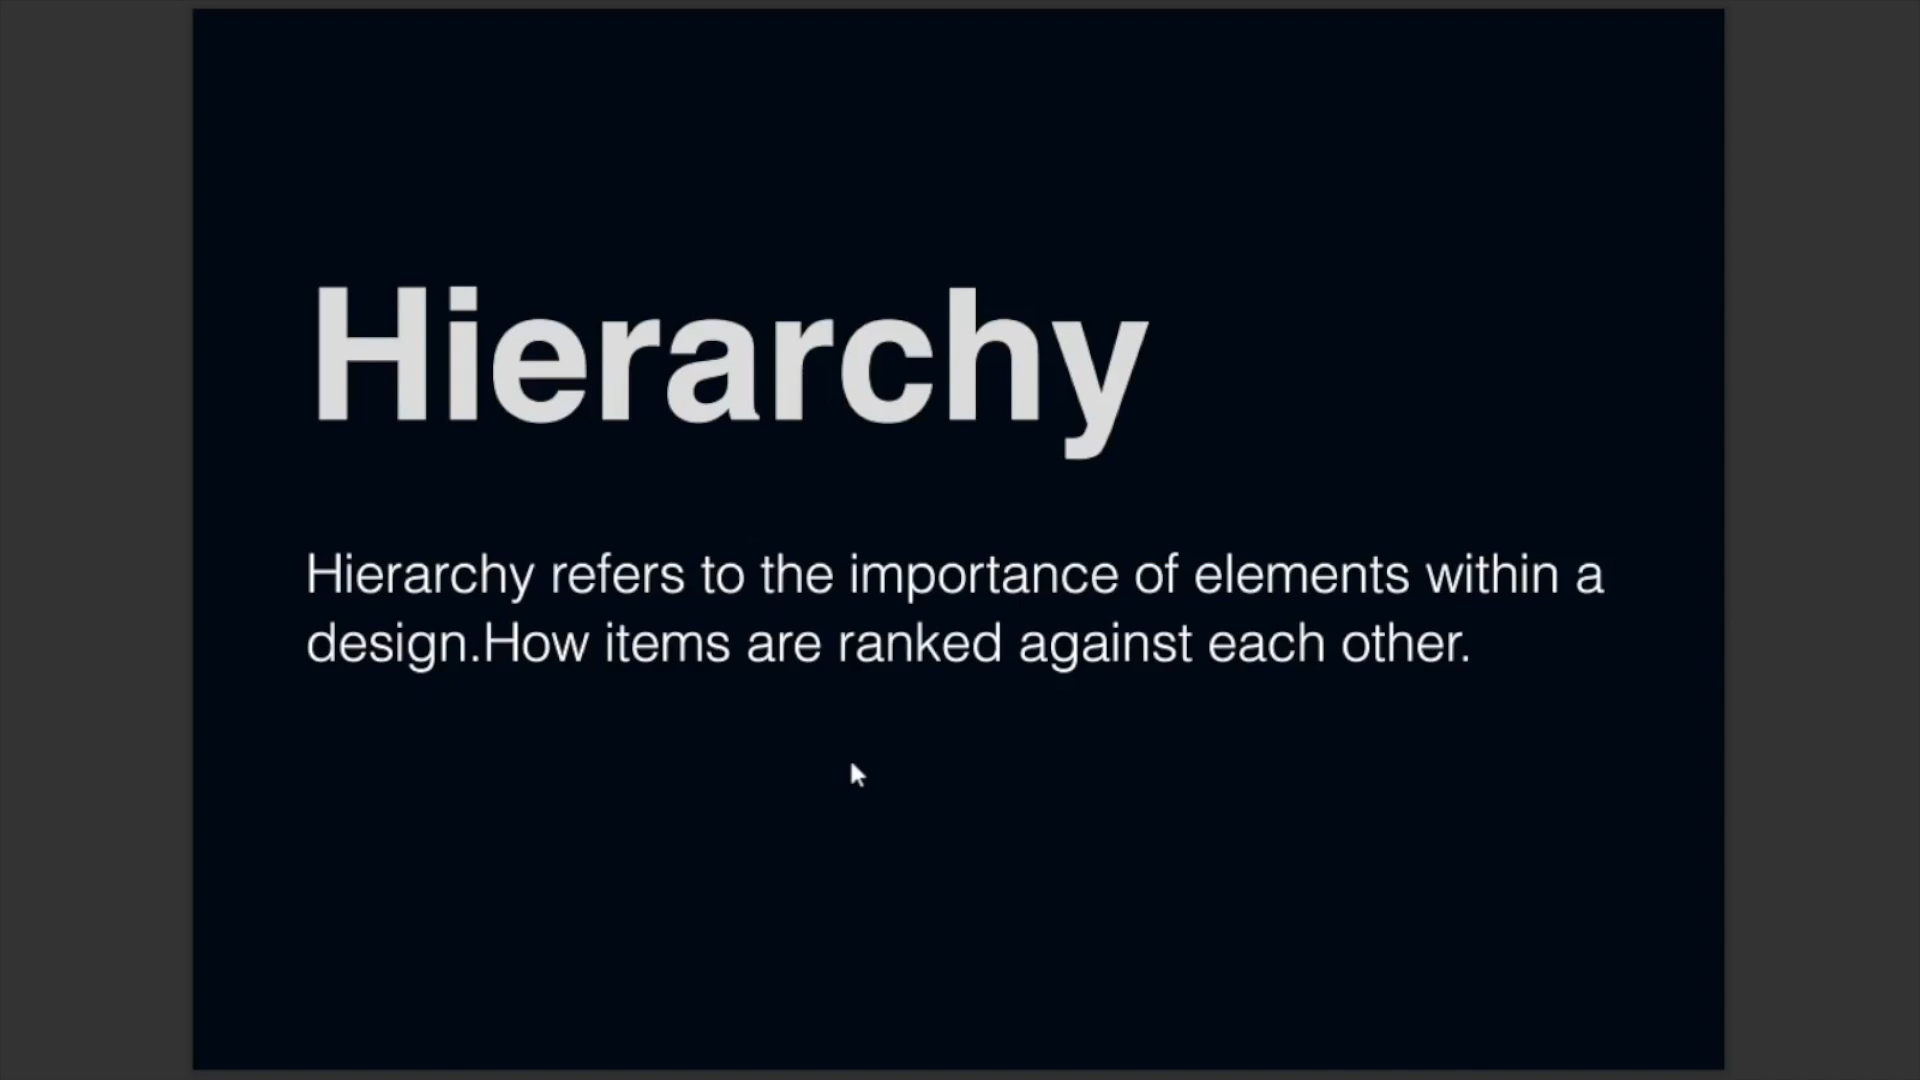 Hierarchy
Hierarchy refers to the importance of elements within a
design.How items are ranked against each other.